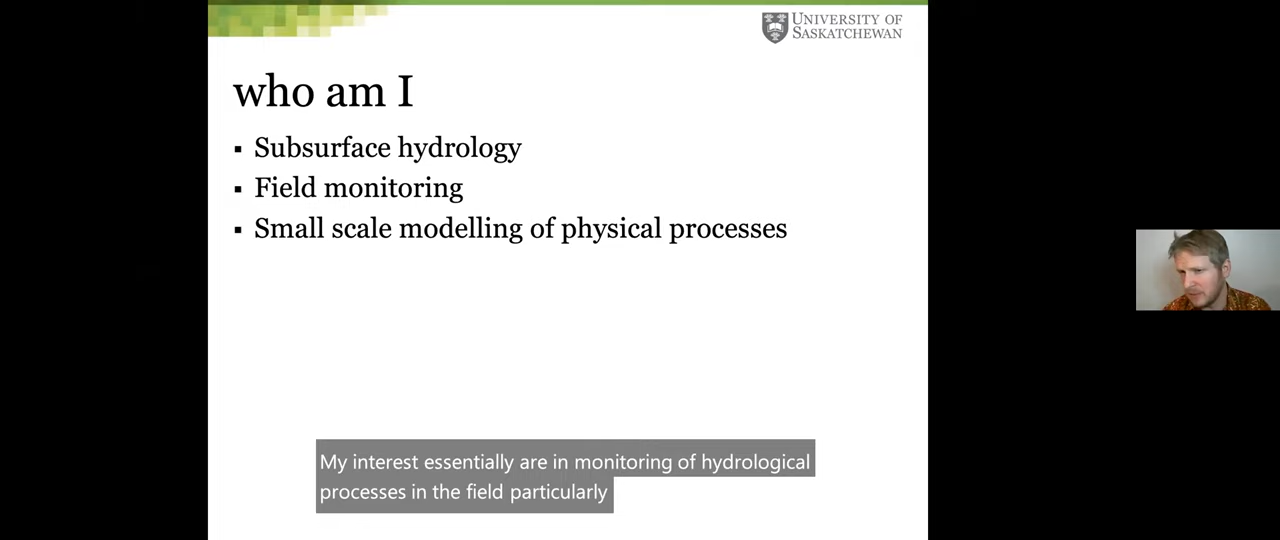 UNIVERSITY OF
SASKATCHEWAN
who am I
▪ Subsurface hydrology
▪ Field monitoring
▪ Small scale modelling of physical processes
My interest essentially are in monitoring of hydrological
processes in the field particularly